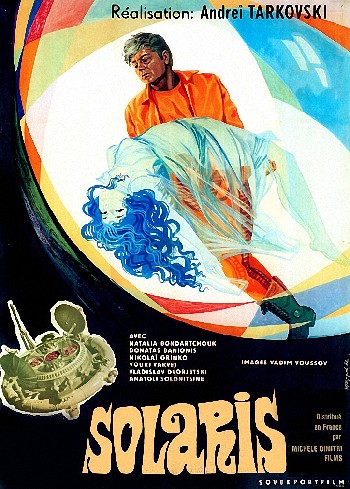 Réalisation: Andreï TARKOVSKI
AVEC
NATALIA BONDARTCHOUK
DONATAS BANIONIS
NIKOLAI GRINKO
YOURI YARVET
VLADISLAV DVORJETSKI
ANATOLI SOLONITSINE
IMAGES VADIM YOUSSOV
SOLARIS
Distribué
en France
par
MICHELE DIMITRI
FILMS
SOVEXPORTFILM